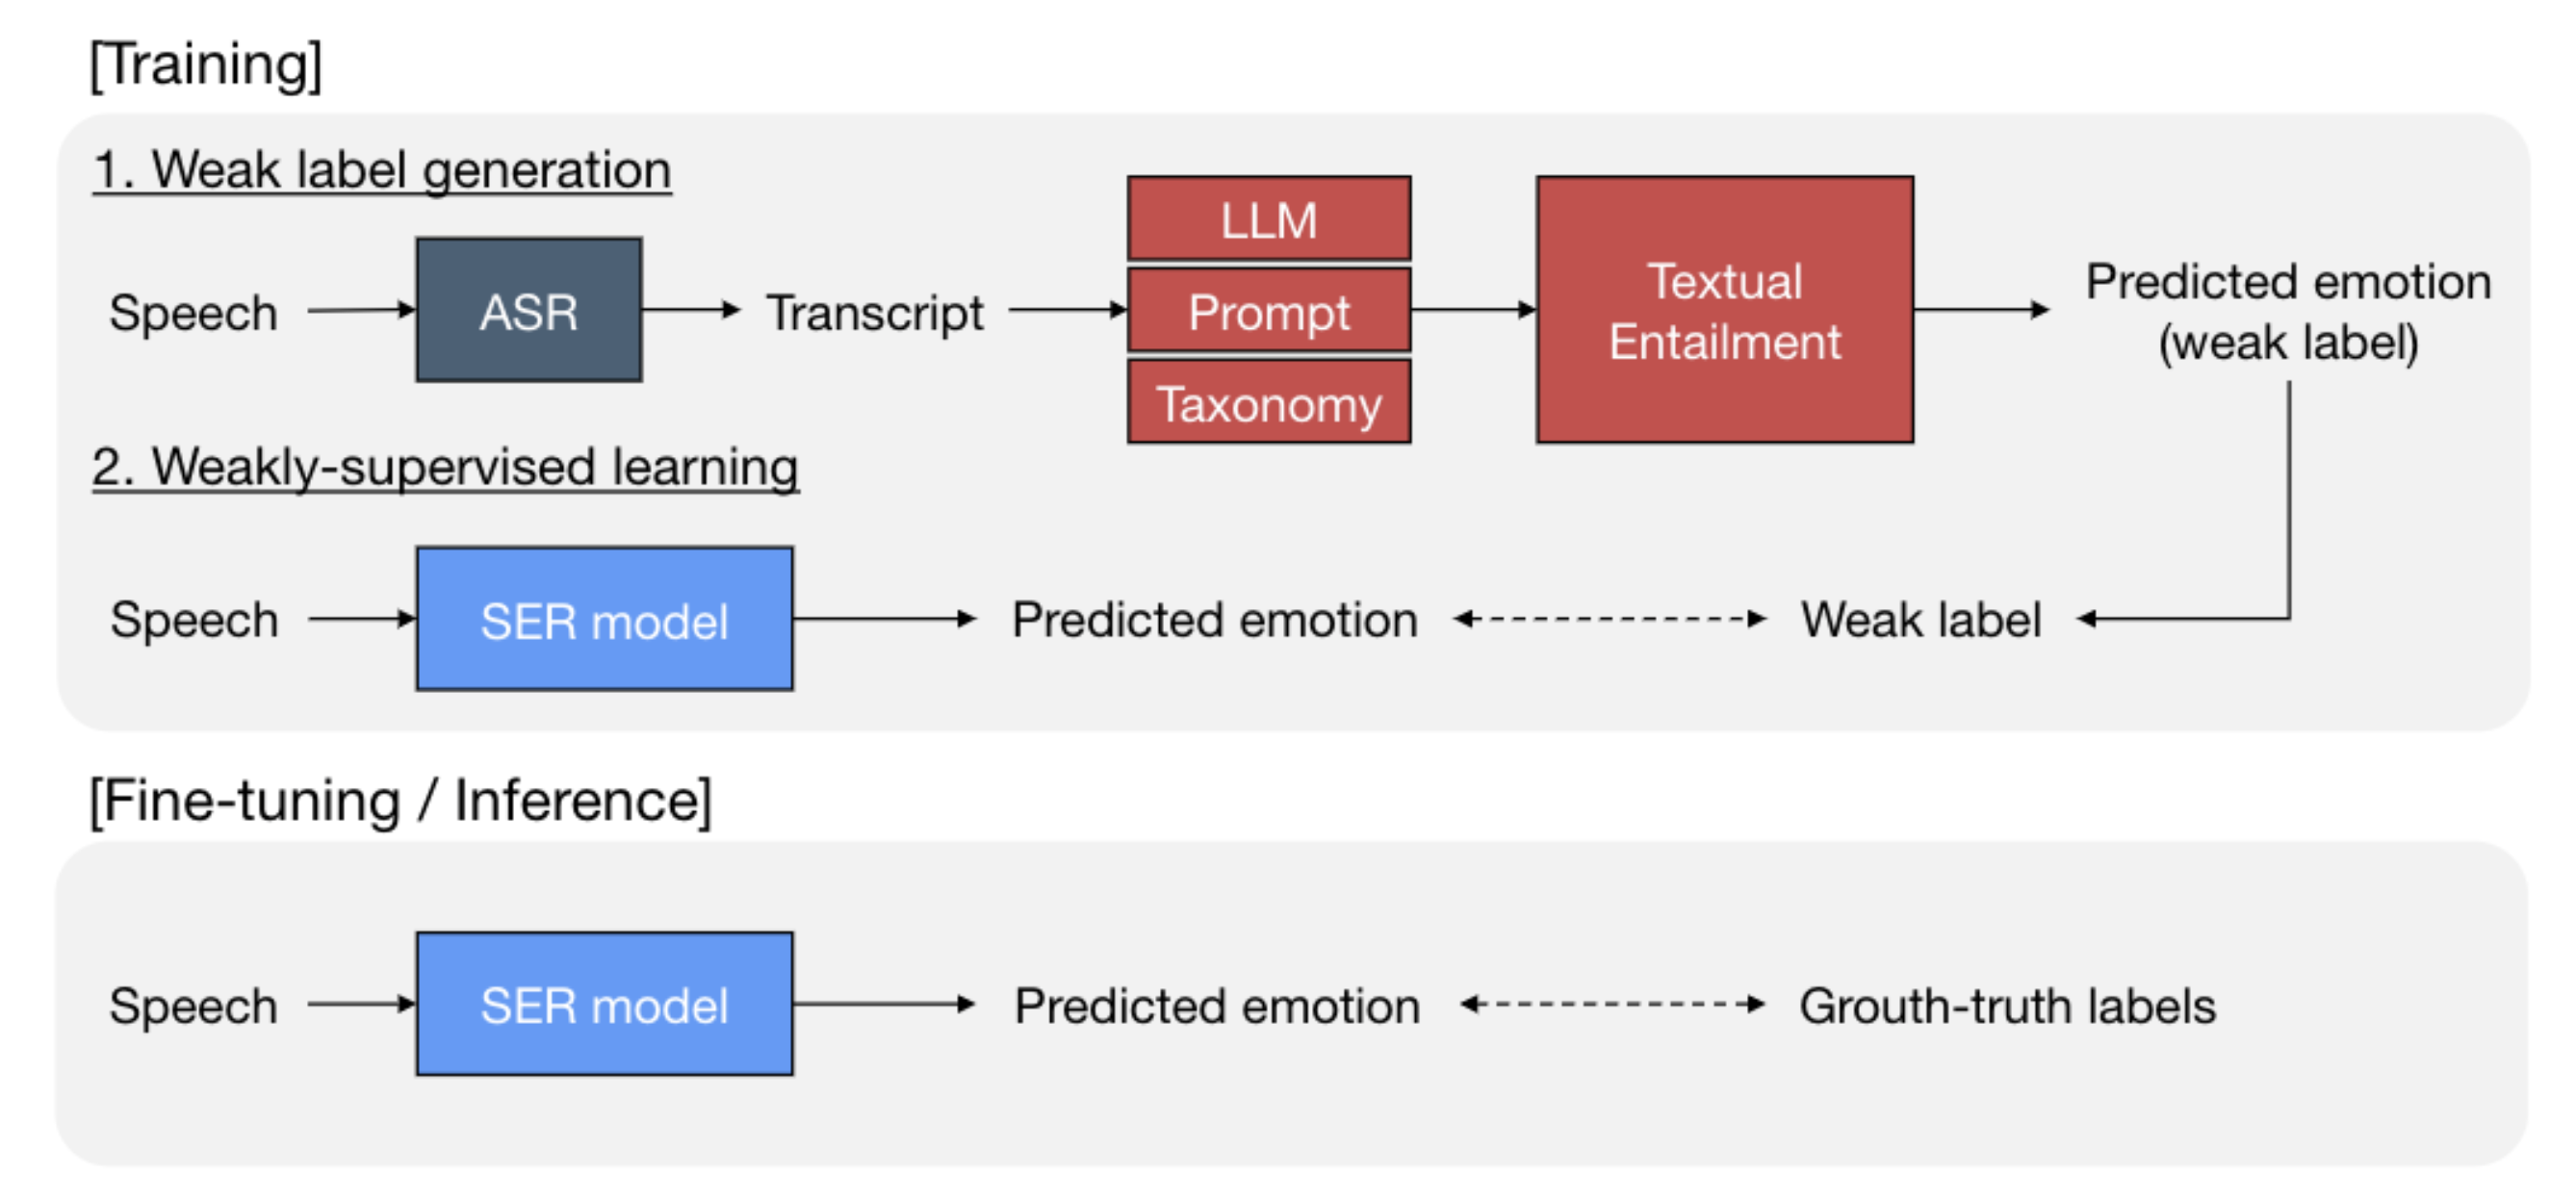 [Training]
1. Weak label generation
Speech
ASR
Transcript
LLM
Prompt
Taxonomy
Textual
Entailment
Predicted emotion
(weak label)
2. Weakly-supervised learning
Speech
SER model
Predicted emotion
Weak label
[Fine-tuning / Inference]
Speech
SER model
Predicted emotion
Grouth-truth labels